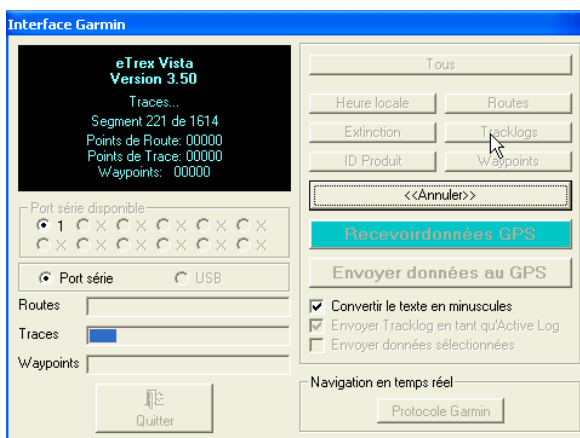 Interface Garmin
eTrex Vista
Version 3.50
Traces...
Segment 221 de 1614
Points de Route: 00000
Points de Trace: 00000
Waypoints: 00000
Port série disponible
1 X X X X X
X X X X X X
Port série USB
Routes
Traces
Waypoints
Quitter
Tous
Heure locale Routes
Extinction Tracklogs
ID Produit Waypoints
<<Annuler>>
Recevoirdonnées GPS
Envoyer données au GPS
Convertir le texte en minuscules
Envoyer Tracklog en tant qu'Active Log
Envoyer données sélectionnées
Navigation en temps réel
Protocole Garmin